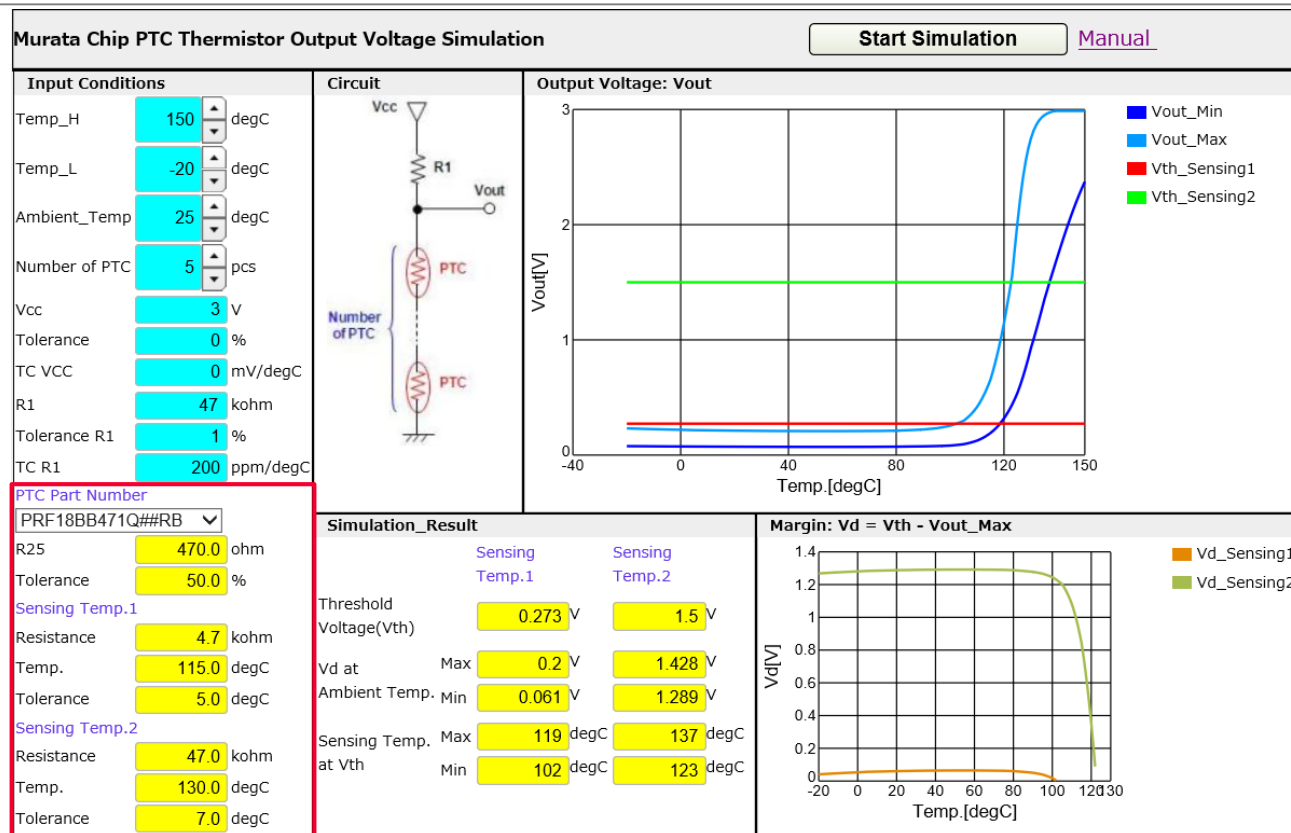 Murata Chip PTC Thermistor Output Voltage Simulation
Start Simulation
Manual
Input Conditions
Temp_H 150 degC
Temp_L -20 degC
Ambient_Temp 25 degC
Number of PTC 5 pcs
Vcc 3 V
Tolerance 0 %
TC VCC 0 mV/degC
R1 47 kohm
Tolerance R1 1 %
TC R1 200 ppm/degC
PTC Part Number
PRF18BB471Q##RB
R25 470.0 ohm
Tolerance 50.0 %
Sensing Temp.1
Resistance 4.7 kohm
Temp. 115.0 degC
Tolerance 5.0 degC
Sensing Temp.2
Resistance 47.0 kohm
Temp. 130.0 degC
Tolerance 7.0 degC
Circuit
Vcc
R1
Vout
PTC
Number
of PTC
PTC
Output Voltage: Vout
3
2
1
0
Vout[V]
-40 0 40 80 120 150
Temp.[degC]
Vout_Min
Vout_Max
Vth_Sensing1
Vth_Sensing2
Simulation_Result
Sensing Sensing
Temp.1 Temp.2
Threshold
Voltage(Vth) 0.273 V 1.5 V
Vd at Max 0.2 V 1.428 V
Ambient Temp. Min 0.061 V 1.289 V
Sensing Temp. Max 119 degC 137 degC
at Vth Min 102 degC 123 degC
Margin: Vd = Vth - Vout_Max
1.4
1.2
1
0.8
0.6
0.4
0.2
0
Vd[V]
-20 0 20 40 60 80 100 120 130
Temp.[degC]
Vd_Sensing1
Vd_Sensing2